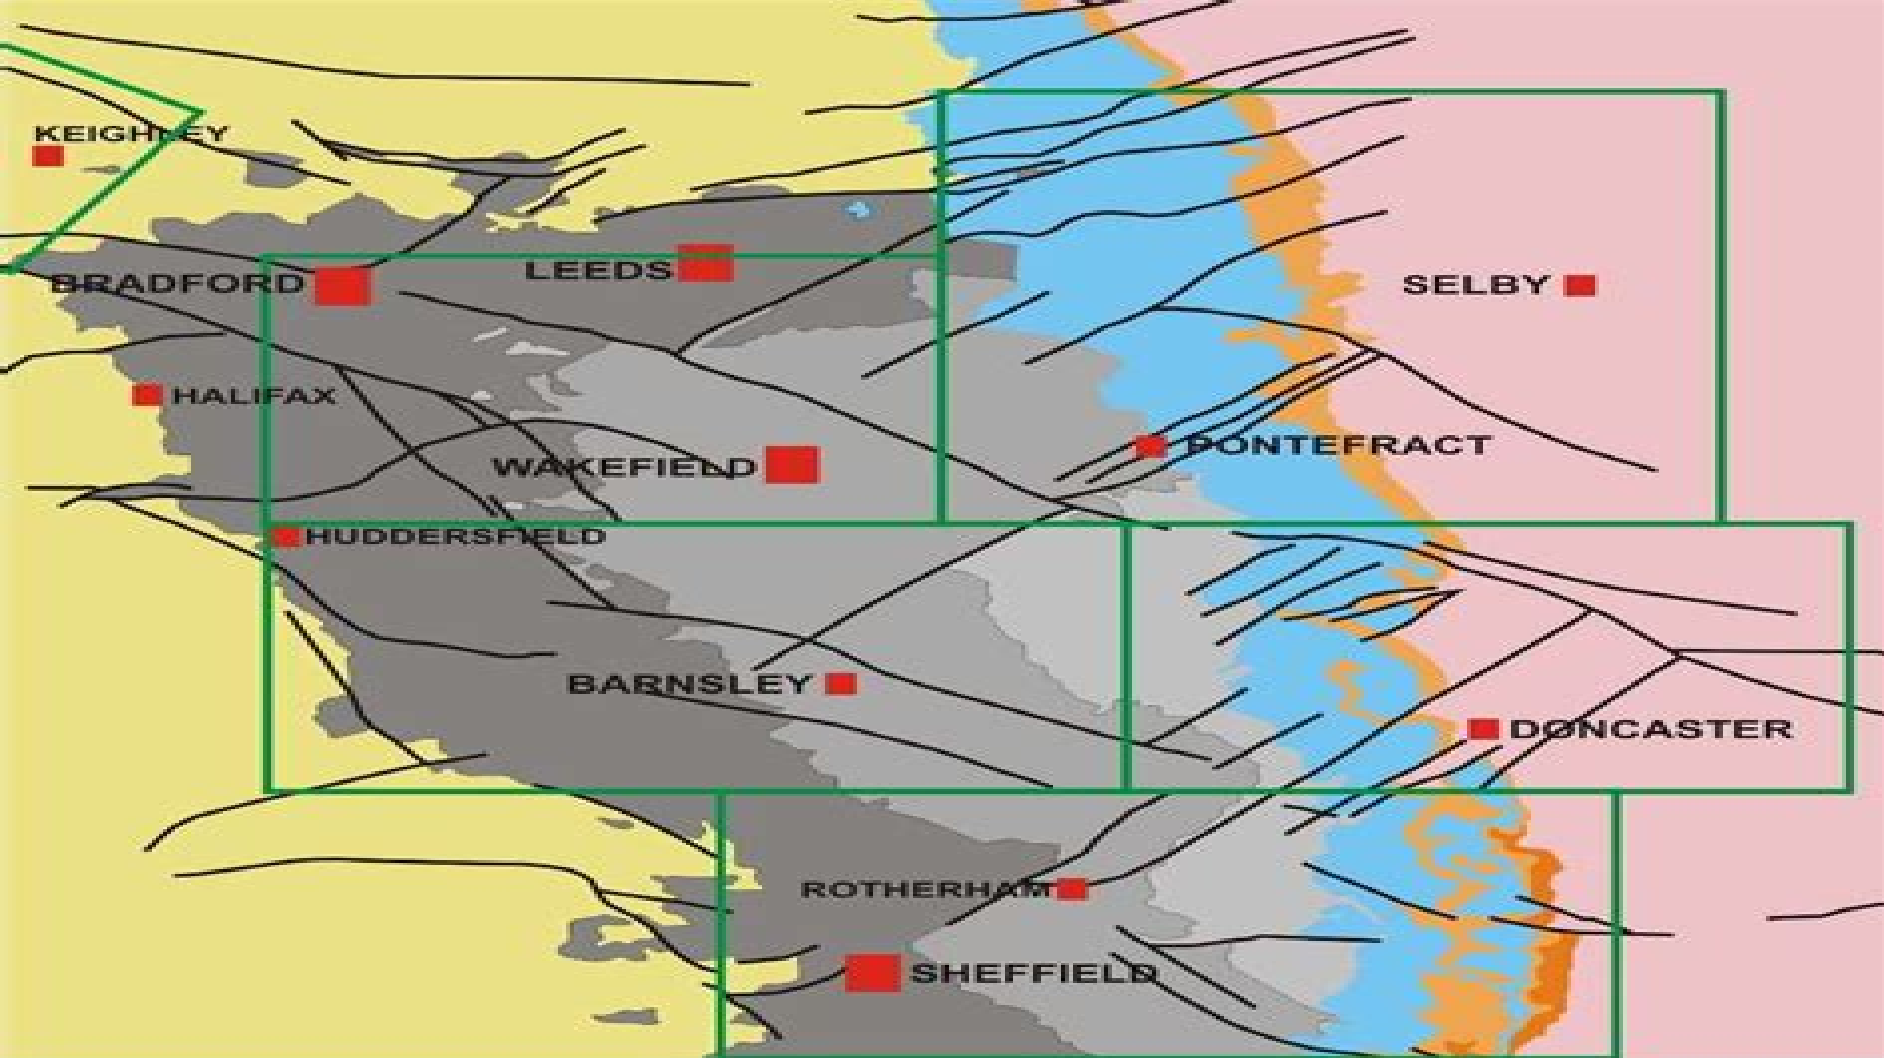 KEIGHLEY
BRADFORD
LEEDS
SELBY
HALIFAX
PONTEFRACT
WAKEFIELD
HUDDERSFIELD
BARNSLEY
DONCASTER
ROTHERHAM
SHEFFIELD